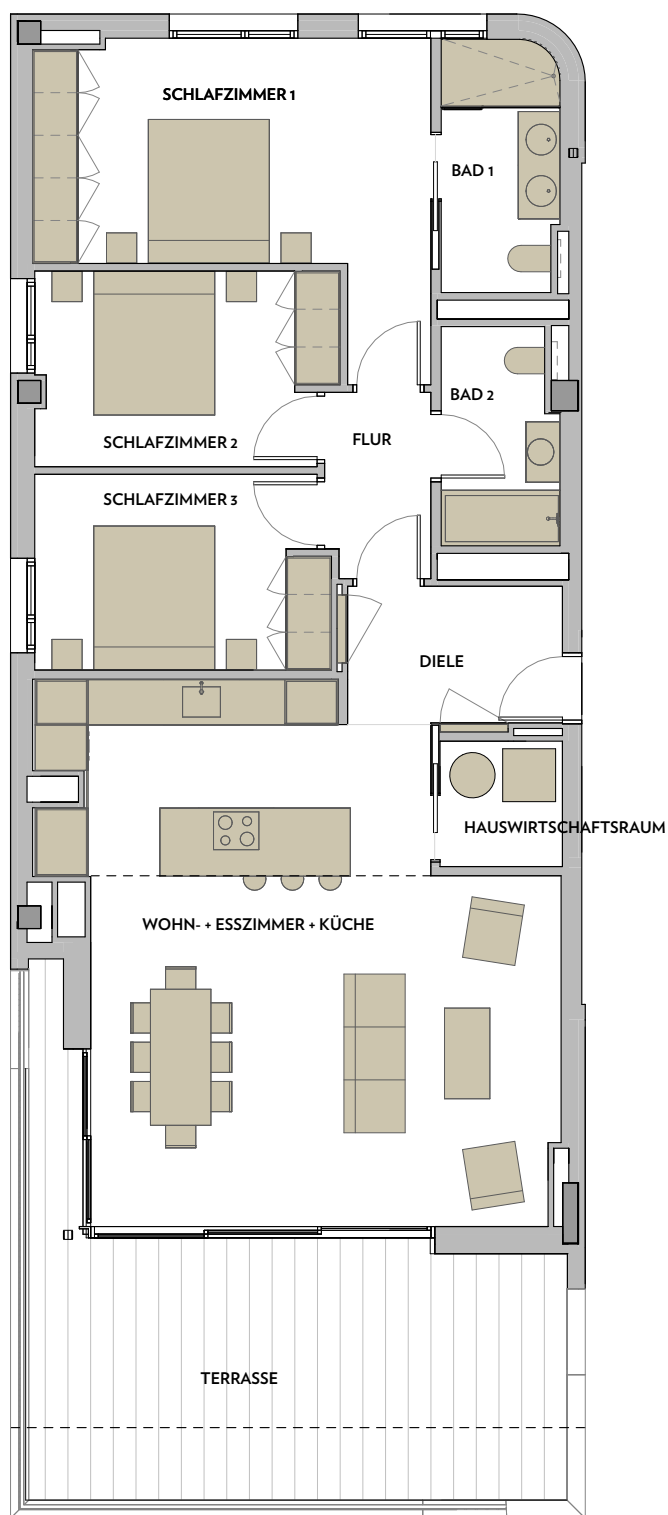 SCHLAFZIMMER 1
BAD 1
BAD 2
FLUR
SCHLAFZIMMER 2
SCHLAFZIMMER 3
DIELE
HAUSWIRTSCHAFTSRAUM
WOHN- + ESSZIMMER + KÜCHE
TERRASSE